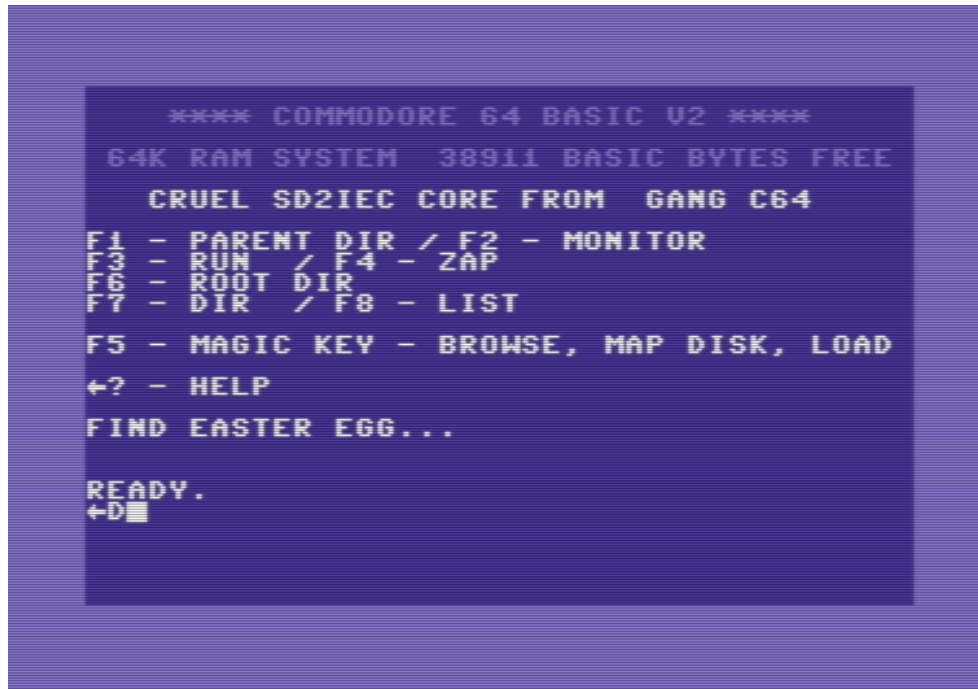 **** COMMODORE 64 BASIC V2 ****
64K RAM SYSTEM  38911 BASIC BYTES FREE
CRUEL SD2IEC CORE FROM  GANG C64
F1 - PARENT DIR / F2 - MONITOR
F3 - RUN  / F4 - ZAP
F6 - ROOT DIR
F7 - DIR  / F8 - LIST
F5 - MAGIC KEY - BROWSE, MAP DISK, LOAD
←? - HELP
FIND EASTER EGG...
READY.
←D